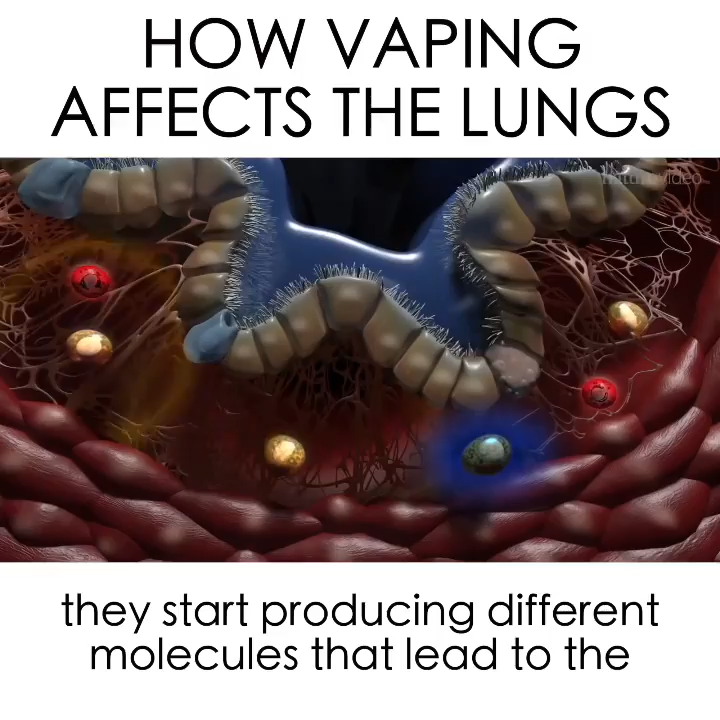 HOW VAPING
AFFECTS THE LUNGS
they start producing different
molecules that lead to the